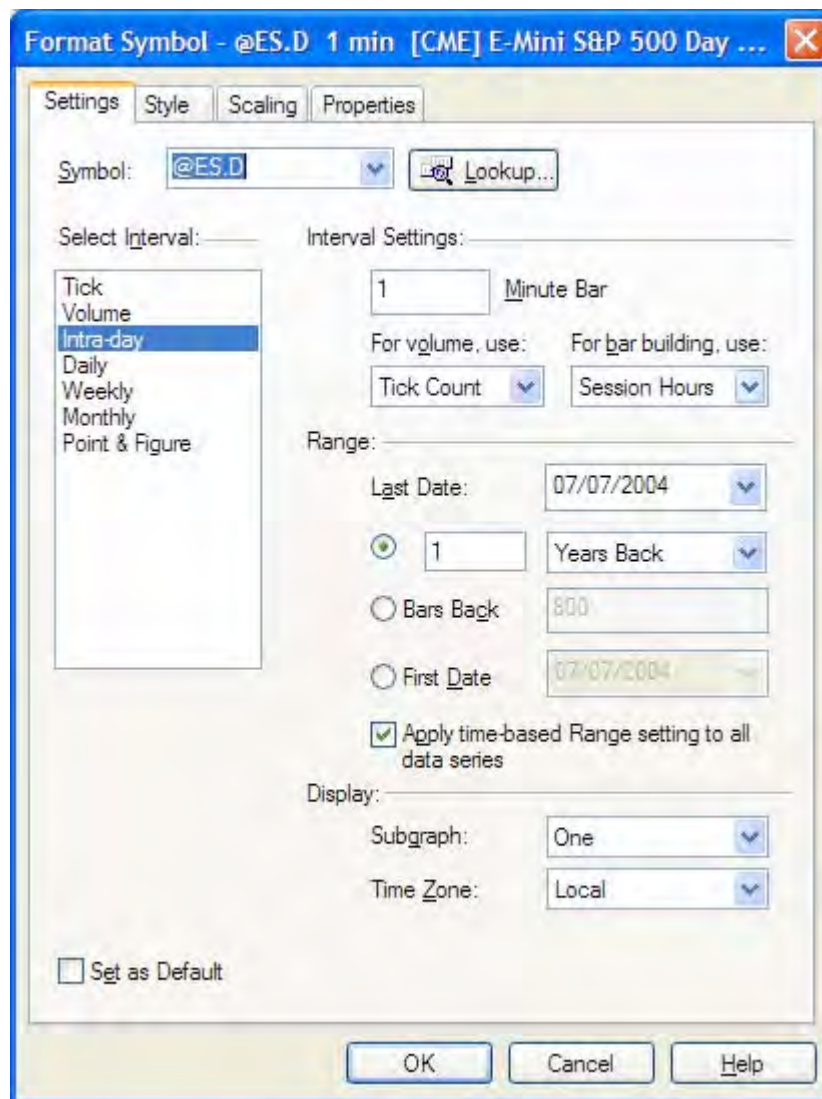 Format Symbol - @ES.D 1 min [CME] E-Mini S&P 500 Day ...
Settings Style Scaling Properties
Symbol: @ES.D Lookup...
Select Interval:
Tick
Volume
Intra-day
Daily
Weekly
Monthly
Point & Figure
Interval Settings:
1 Minute Bar
For volume, use: For bar building, use:
Tick Count Session Hours
Range:
Last Date: 07/07/2004
1 Years Back
Bars Back 800
First Date 07/07/2004
Apply time-based Range setting to all
data series
Display:
Subgraph: One
Time Zone: Local
Set as Default
OK Cancel Help